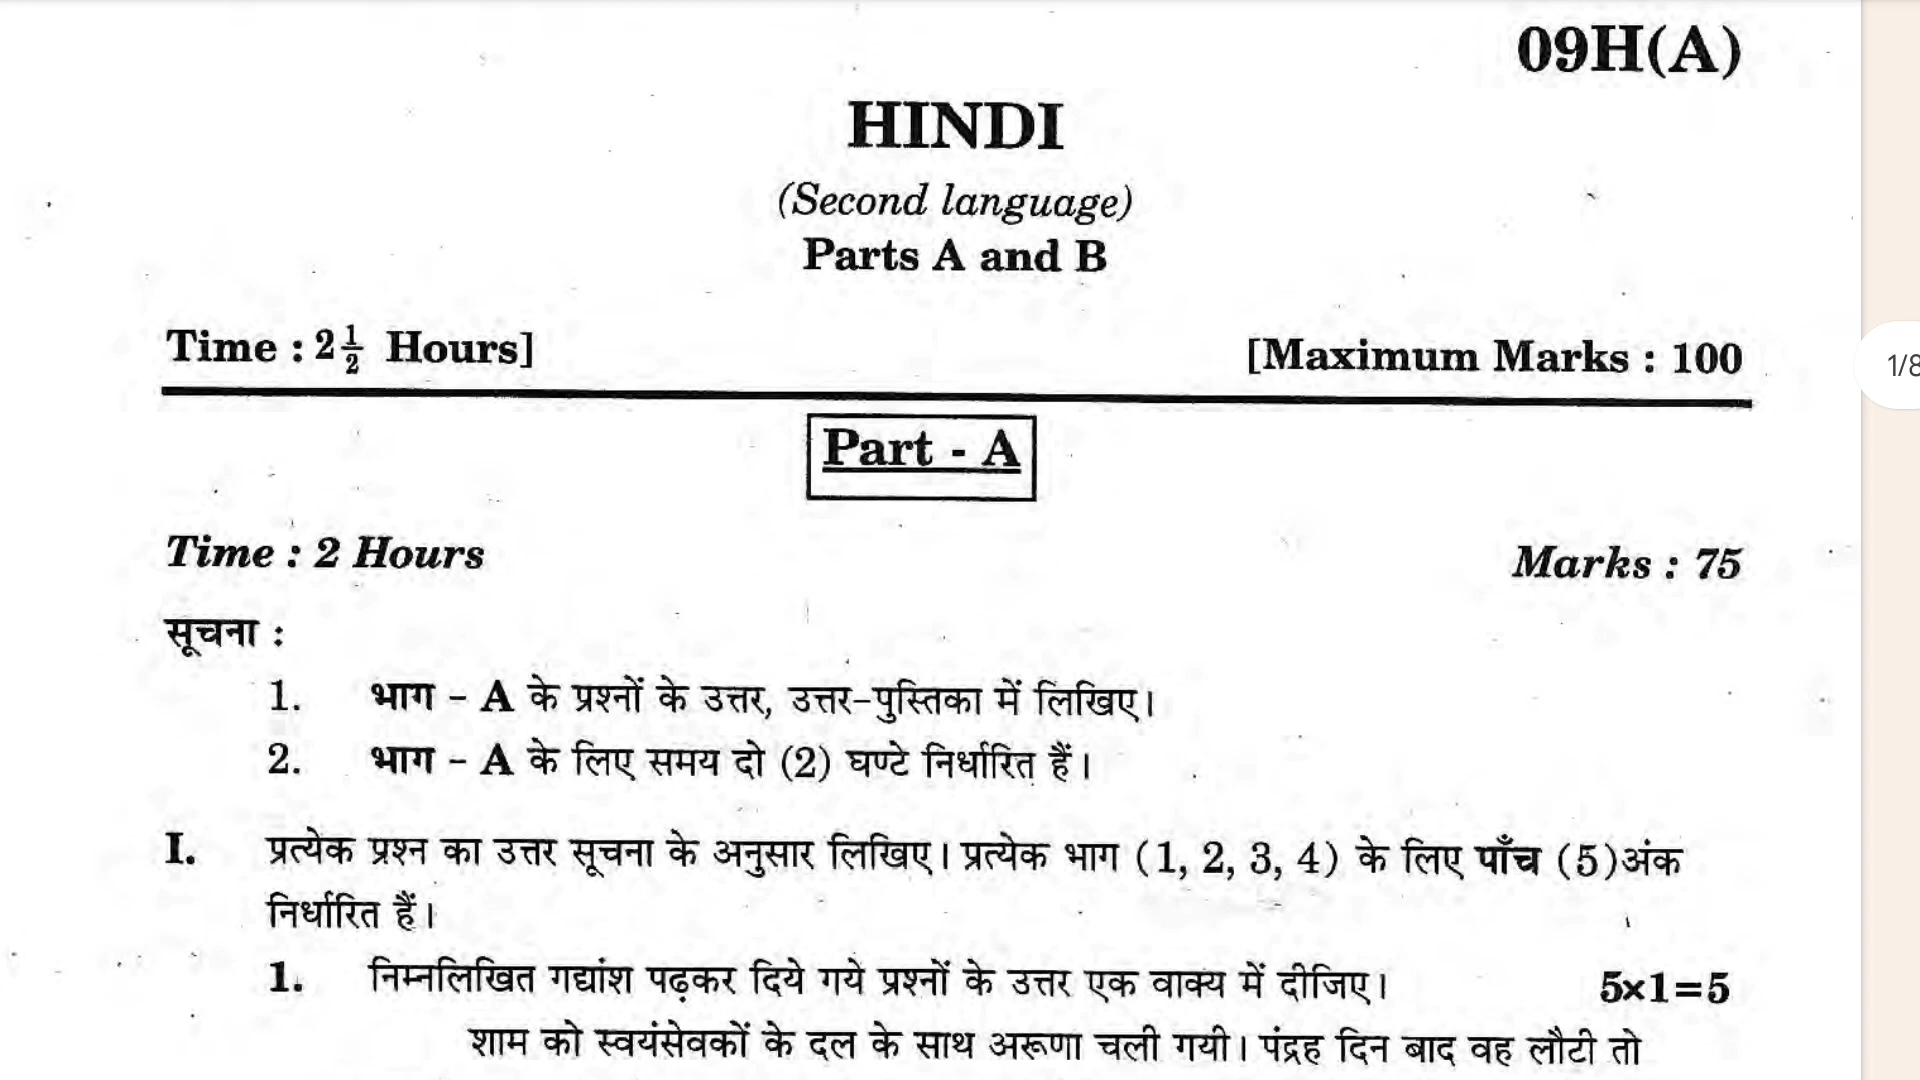 09H(A)
HINDI
(Second language)
Parts A and B
Time : 2 1/2 Hours]
[Maximum Marks : 100
Part - A
Time : 2 Hours
Marks : 75
सूचना :
1. भाग - A के प्रश्नों के उत्तर, उत्तर-पुस्तिका में लिखिए।
2. भाग - A के लिए समय दो (2) घण्टे निर्धारित हैं।
I. प्रत्येक प्रश्न का उत्तर सूचना के अनुसार लिखिए। प्रत्येक भाग (1, 2, 3, 4) के लिए पाँच (5)अंक
निर्धारित हैं।
1. निम्नलिखित गद्यांश पढ़कर दिये गये प्रश्नों के उत्तर एक वाक्य में दीजिए। 5x1=5
शाम को स्वयंसेवकों के दल के साथ अरूणा चली गयी। पंद्रह दिन बाद वह लौटी तो
1/8